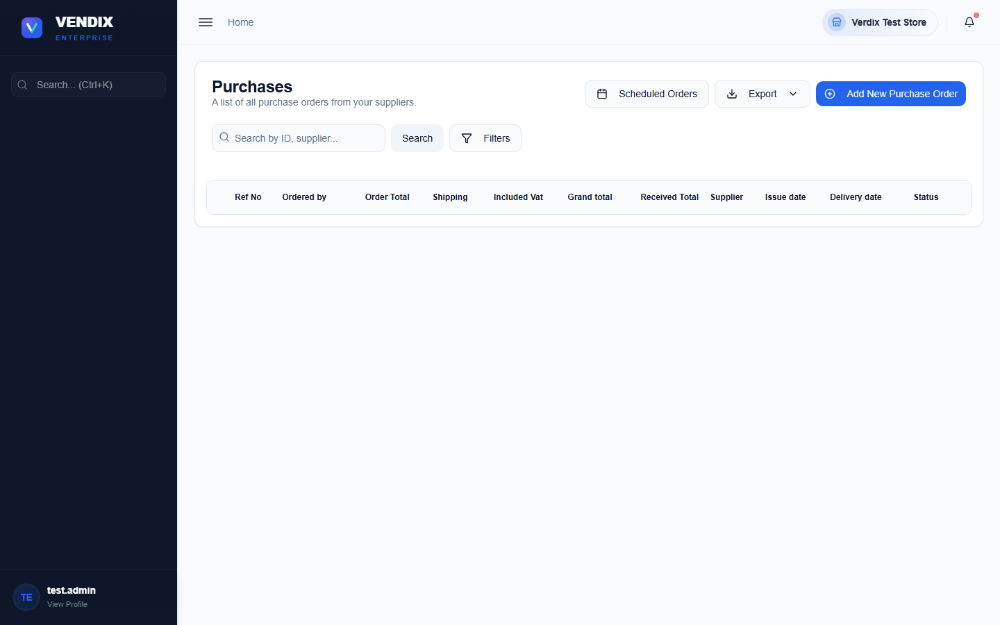 VENDIX
ENTERPRISE
Search... (Ctrl+K)
Home
Verdix Test Store
Purchases
A list of all purchase orders from your suppliers.
Scheduled Orders
Export
Add New Purchase Order
Search by ID, supplier...
Search
Filters
Ref No Ordered by Order Total Shipping Included Vat Grand total Received Total Supplier Issue date Delivery date Status
TE
test.admin
View Profile